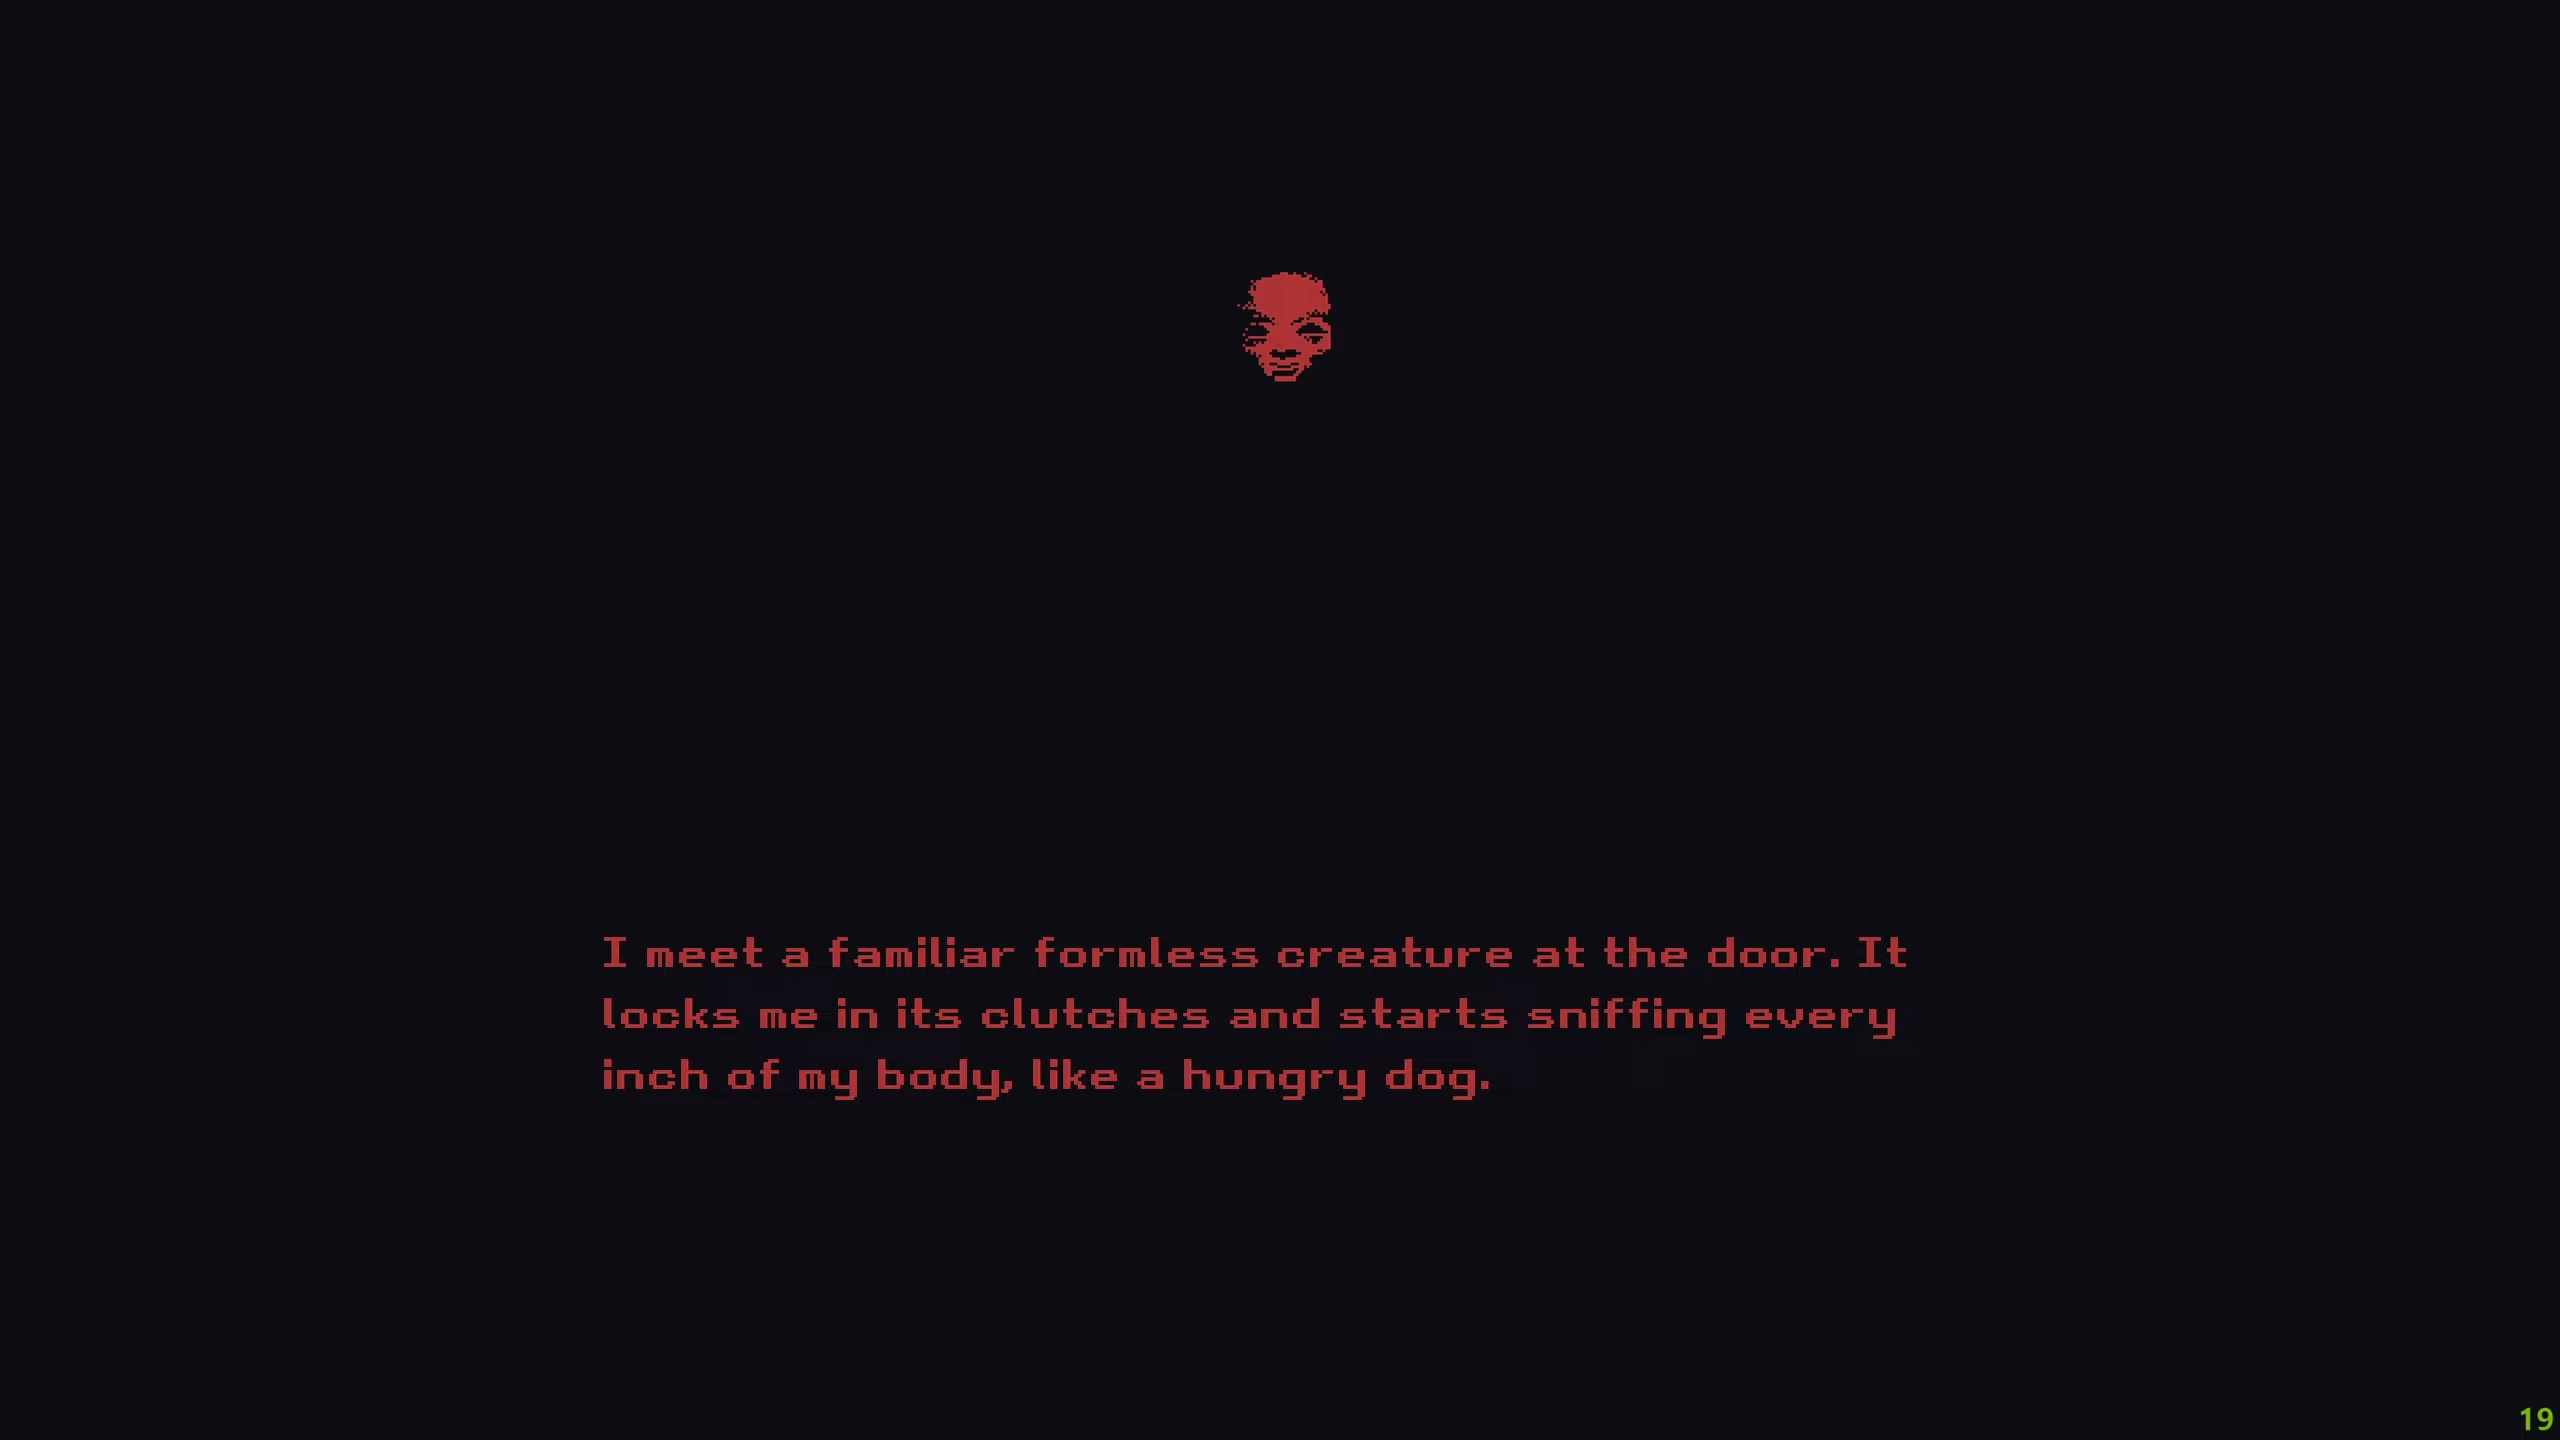 I meet a familiar formless creature at the door. It
locks me in its clutches and starts sniffing every
inch of my body, like a hungry dog.
19